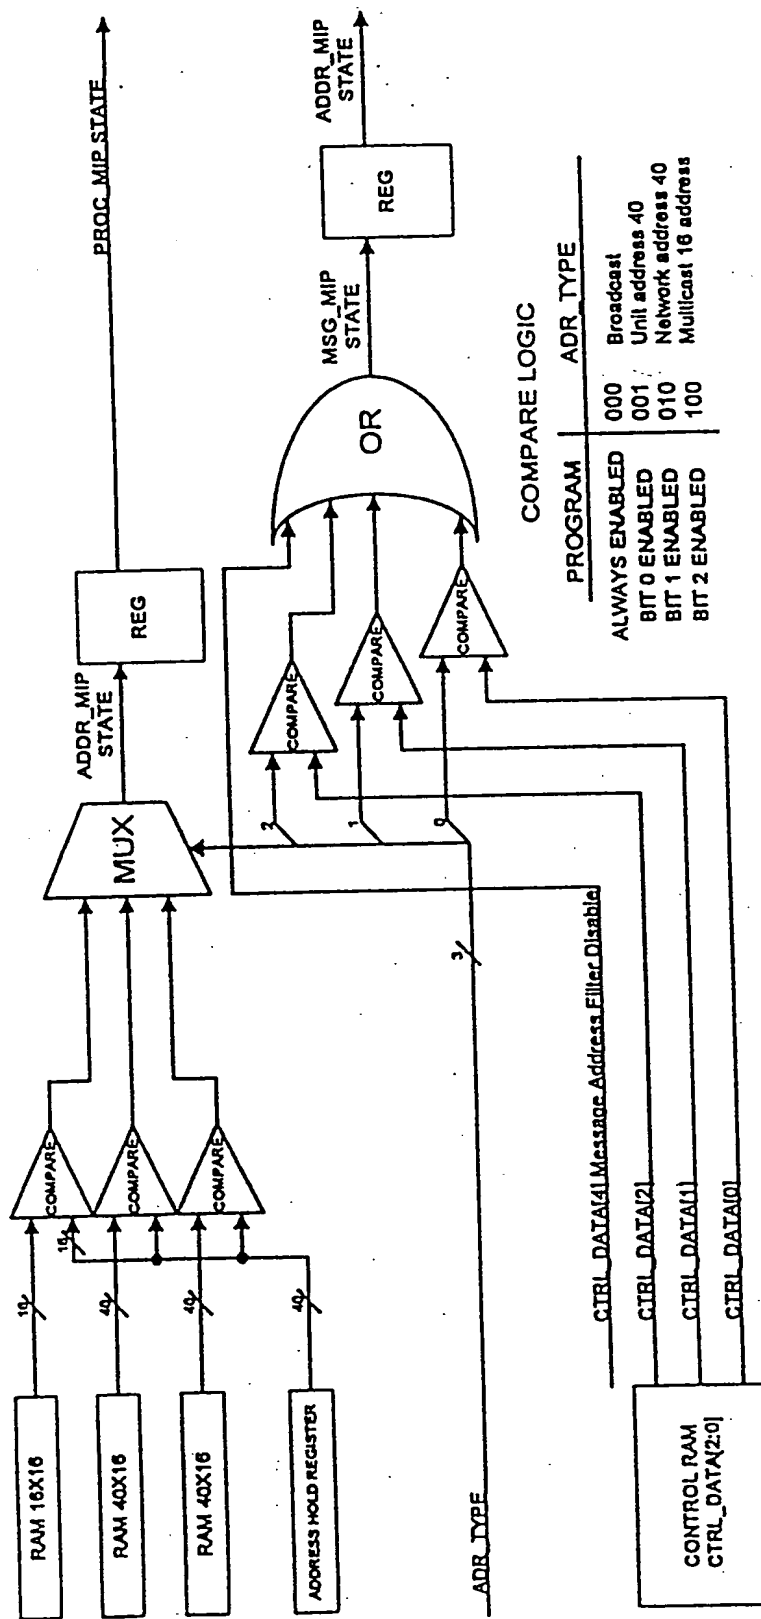 RAM 16X16
RAM 40X16
RAM 40X16
ADDRESS HOLD REGISTER
16
40
40
40
16
COMPARE
COMPARE
COMPARE
MUX
ADDR_MIP
STATE
REG
PROC_MIP STATE
ADR_TYPE
3
2
1
0
COMPARE
COMPARE
COMPARE
OR
MSG_MIP
STATE
REG
ADDR_MIP
STATE
CTRL_DATA[4] Message Address Filter Disable
CTRL_DATA[2]
CTRL_DATA[1]
CTRL_DATA[0]
CONTROL RAM
CTRL_DATA[2:0]
COMPARE LOGIC
PROGRAM ADR_TYPE
ALWAYS ENABLED 000 Broadcast
BIT 0 ENABLED 001 Unit address 40
BIT 1 ENABLED 010 Network address 40
BIT 2 ENABLED 100 Multicast 16 address